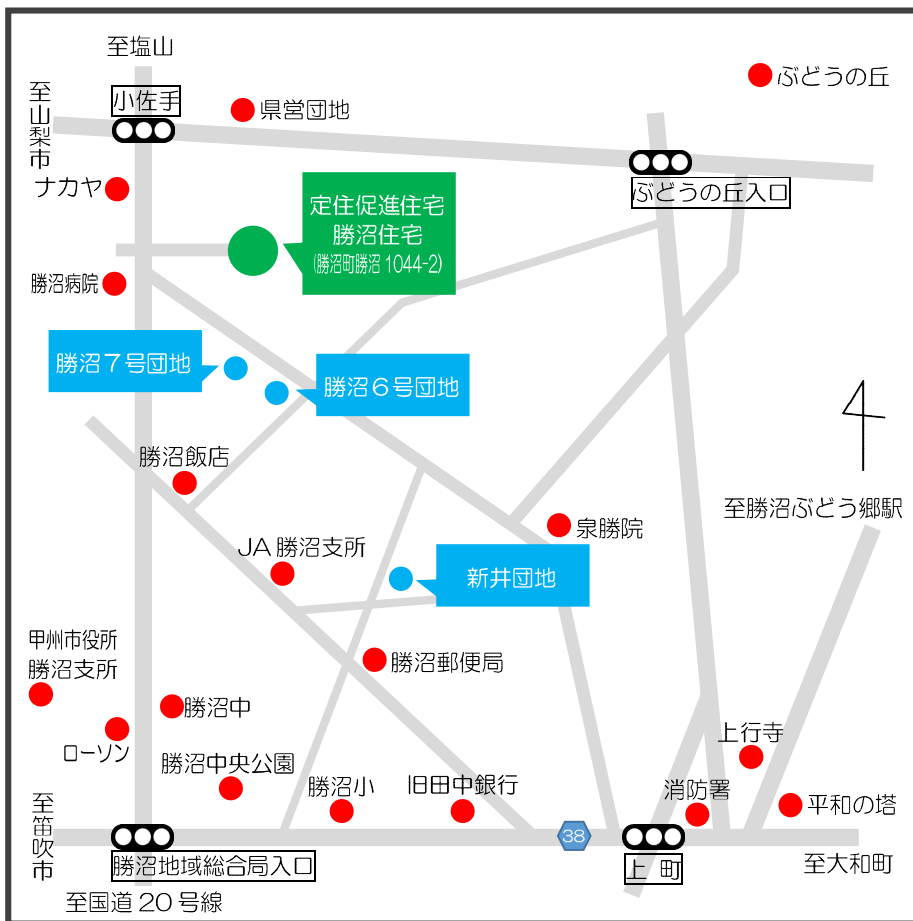 至塩山
小佐手
至山梨市
県営団地
ぶどうの丘
ナカヤ
ぶどうの丘入口
定住促進住宅
勝沼住宅
(勝沼町勝沼 1044-2)
勝沼病院
勝沼7号団地
勝沼6号団地
勝沼飯店
至勝沼ぶどう郷駅
泉勝院
JA 勝沼支所
新井団地
甲州市役所
勝沼支所
勝沼郵便局
勝沼中
ローソン
上行寺
勝沼中央公園
勝沼小
旧田中銀行
消防署
平和の塔
至笛吹市
38
勝沼地域総合局入口
上 町
至大和町
至国道 20 号線